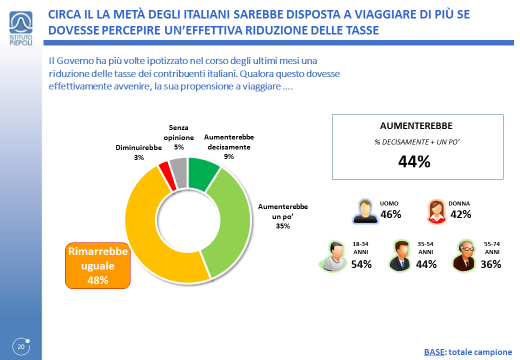 CIRCA IL LA METÀ DEGLI ITALIANI SAREBBE DISPOSTA A VIAGGIARE DI PIÙ SE
DOVESSE PERCEPIRE UN'EFFETTIVA RIDUZIONE DELLE TASSE
ISTITUTO
PIEPOLI
Il Governo ha più volte ipotizzato nel corso degli ultimi mesi una
riduzione delle tasse dei contribuenti italiani. Qualora questo dovesse
effettivamente avvenire, la sua propensione a viaggiare ....
Senza
opinione
5%
Diminuirebbe
3%
Aumenterebbe
decisamente
9%
Aumenterebbe
un po'
35%
Rimarrebbe
uguale
48%
AUMENTEREBBE
% DECISAMENTE + UN PO'
44%
UOMO
46%
DONNA
42%
18-34
ANNI
54%
35-54
ANNI
44%
55-74
ANNI
36%
20
BASE: totale campione